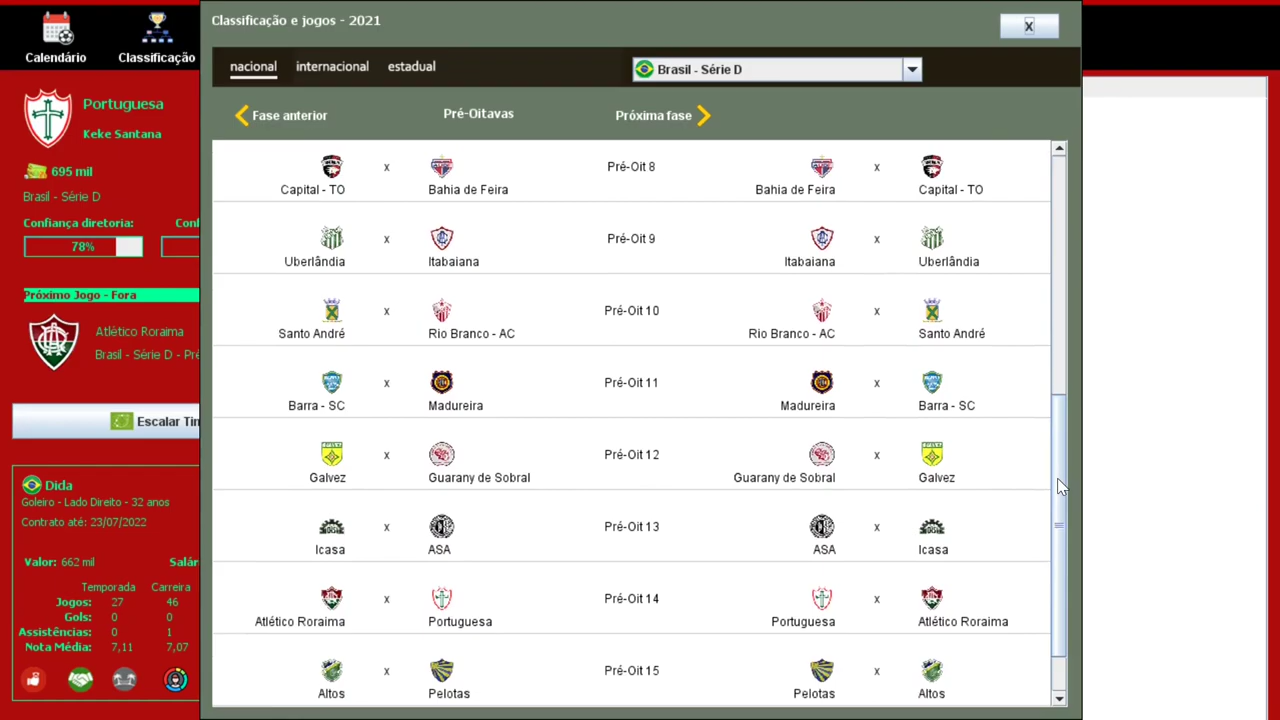 Calendário
Classificação
Portuguesa
Keke Santana
695 mil
Brasil - Série D
Confiança diretoria:
Con
78%
Próximo Jogo - Fora
Atlético Roraima
Brasil - Série D - Pr
Escalar Tin
Dida
Goleiro - Lado Direito - 32 anos
Contrato até: 23/07/2022
Valor: 662 mil
Salár
Temporada Carreira
Jogos: 27 46
Gols: 0 0
Assistências: 0 1
Nota Média: 7,11 7,07
Classificação e jogos - 2021
X
nacional internacional estadual
Brasil - Série D
Fase anterior Pré-Oitavas Próxima fase
x Pré-Oit 8 x
Capital - TO Bahia de Feira Bahia de Feira Capital - TO
x Pré-Oit 9 x
Uberlândia Itabaiana Itabaiana Uberlândia
x Pré-Oit 10 x
Santo André Rio Branco - AC Rio Branco - AC Santo André
x Pré-Oit 11 x
Barra - SC Madureira Madureira Barra - SC
x Pré-Oit 12 x
Galvez Guarany de Sobral Guarany de Sobral Galvez
x Pré-Oit 13 x
Icasa ASA ASA Icasa
x Pré-Oit 14 x
Atlético Roraima Portuguesa Portuguesa Atlético Roraima
x Pré-Oit 15 x
Altos Pelotas Pelotas Altos